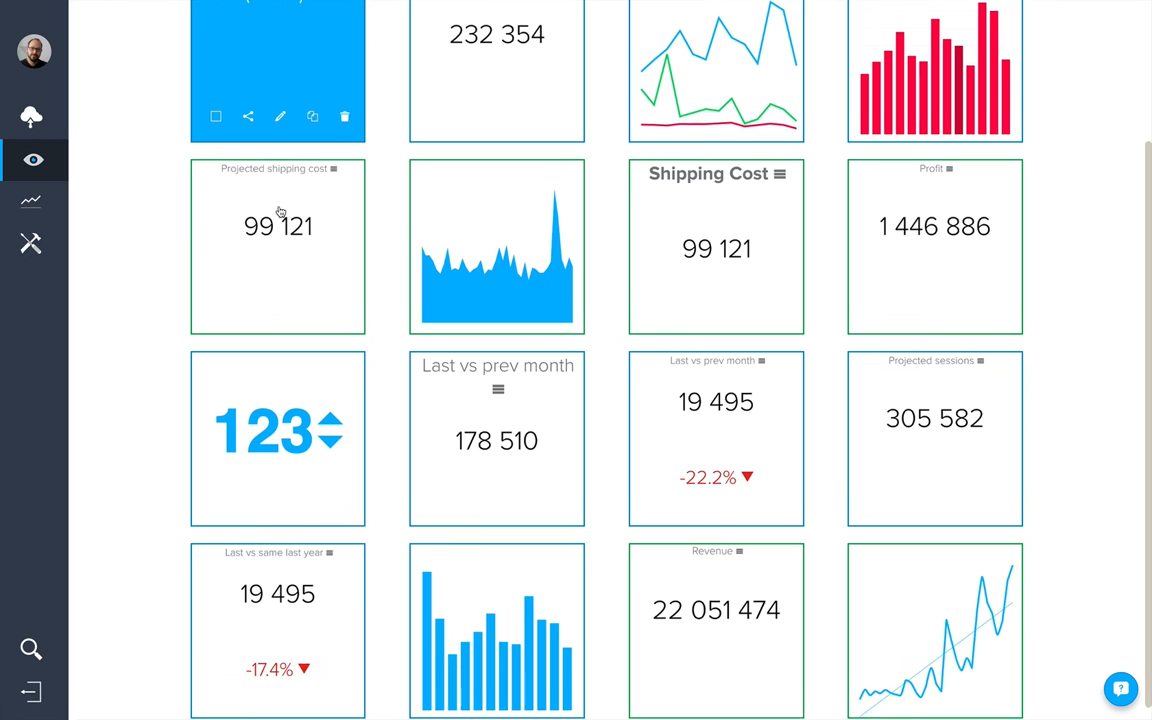 232 354
Projected shipping cost
99 121
Shipping Cost
99 121
Profit
1 446 886
123
Last vs prev month
178 510
Last vs prev month
19 495
-22.2%
Projected sessions
305 582
Last vs same last year
19 495
-17.4%
Revenue
22 051 474
?